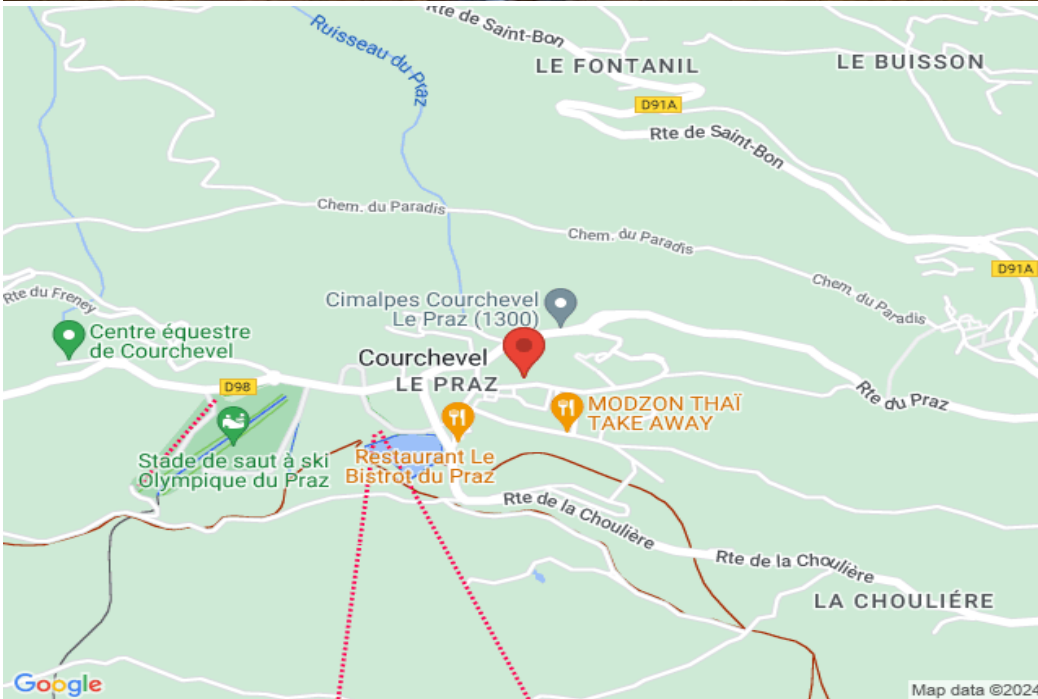 Rte de Saint-Bon
Ruisseau du Praz
LE FONTANIL
LE BUISSON
D91A
Rte de Saint-Bon
Chem. du Paradis
Chem. du Paradis
D91A
Chem. du Paradis
Rte du Freney
Cimalpes Courchevel
Le Praz (1300)
Centre équestre
de Courchevel
Courchevel
LE PRAZ
D98
Rte du Praz
MODZON THAÏ
TAKE AWAY
Stade de saut à ski
Olympique du Praz
Restaurant Le
Bistrot du Praz
Rte de la Choulière
Rte de la Choulière
LA CHOULIÉRE
Google
Map data ©2024